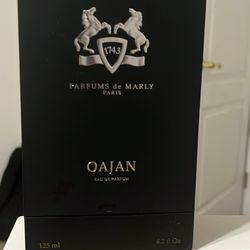 1743
PARFUMS de MARLY
PARIS
OAJAN
EAU DE PARFUM
125 ml 4.2 fl.Oz